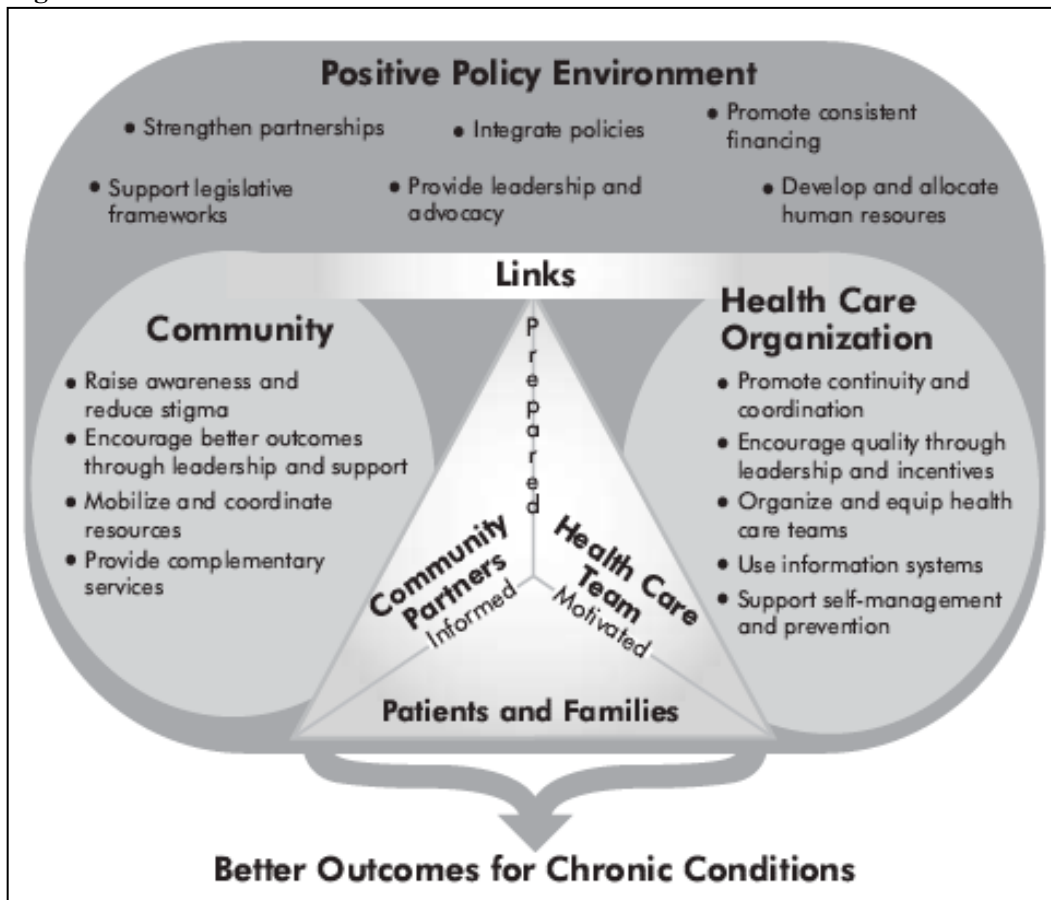 Positive Policy Environment
• Strengthen partnerships
• Integrate policies
• Promote consistent
financing
• Support legislative
frameworks
• Provide leadership and
advocacy
• Develop and allocate
human resoures
Links
Community
• Raise awareness and
reduce stigma
• Encourage better outcomes
through leadership and support
• Mobilize and coordinate
resources
• Provide complementary
services
Prepared
Community
Partners
Informed
Health Care
Team
Motivated
Patients and Families
Health Care
Organization
• Promote continuity and
coordination
• Encourage quality through
leadership and incentives
• Organize and equip health
care teams
• Use information systems
• Support self-management
and prevention
Better Outcomes for Chronic Conditions